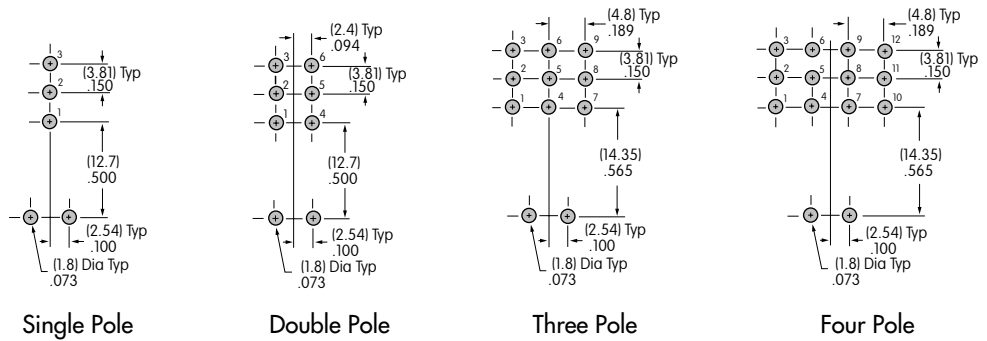 3
(3.81) Typ
.150
2
1
(12.7)
.500
(2.54) Typ
.100
(1.8) Dia Typ
.073
Single Pole
(2.4) Typ
.094
3
6
(3.81) Typ
.150
2
5
1
4
(12.7)
.500
(2.54) Typ
.100
(1.8) Dia Typ
.073
Double Pole
(4.8) Typ
.189
3
6
9
(3.81) Typ
.150
2
5
8
1
4
7
(14.35)
.565
(2.54) Typ
.100
(1.8) Dia Typ
.073
Three Pole
(4.8) Typ
.189
3
6
9
12
(3.81) Typ
.150
2
5
8
11
1
4
7
10
(14.35)
.565
(2.54) Typ
.100
(1.8) Dia Typ
.073
Four Pole